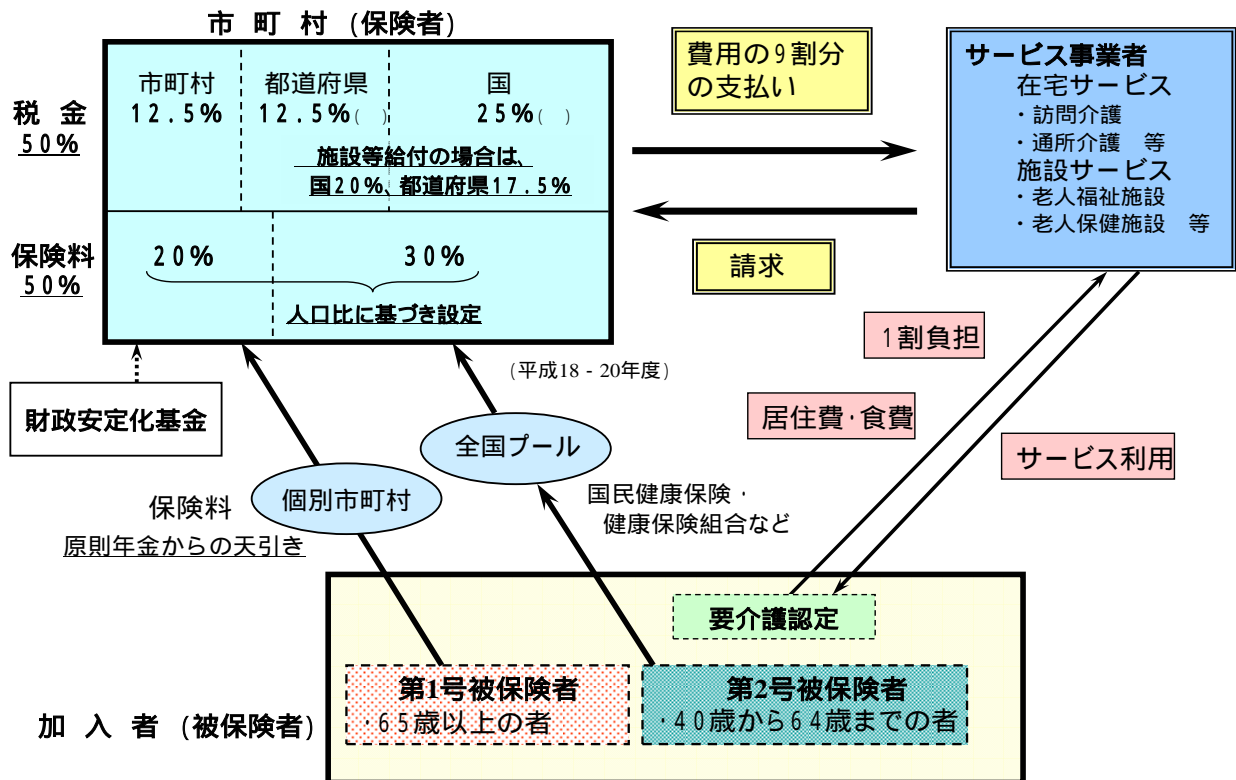 市 町 村 (保険者)
税 金
50%
市町村
12.5%
都道府県
12.5%( )
国
25%( )
施設等給付の場合は、
国20%、都道府県17.5%
保険料
50%
20%
30%
人口比に基づき設定
費用の9割分
の支払い
請求
サービス事業者
在宅サービス
・訪問介護
・通所介護 等
施設サービス
・老人福祉施設
・老人保健施設 等
財政安定化基金
(平成18‐20年度)
全国プール
個別市町村
保険料
原則年金からの天引き
国民健康保険・
健康保険組合など
1割負担
居住費・食費
サービス利用
要介護認定
加 入 者 (被保険者)
第1号被保険者
・65歳以上の者
第2号被保険者
・40歳から64歳までの者